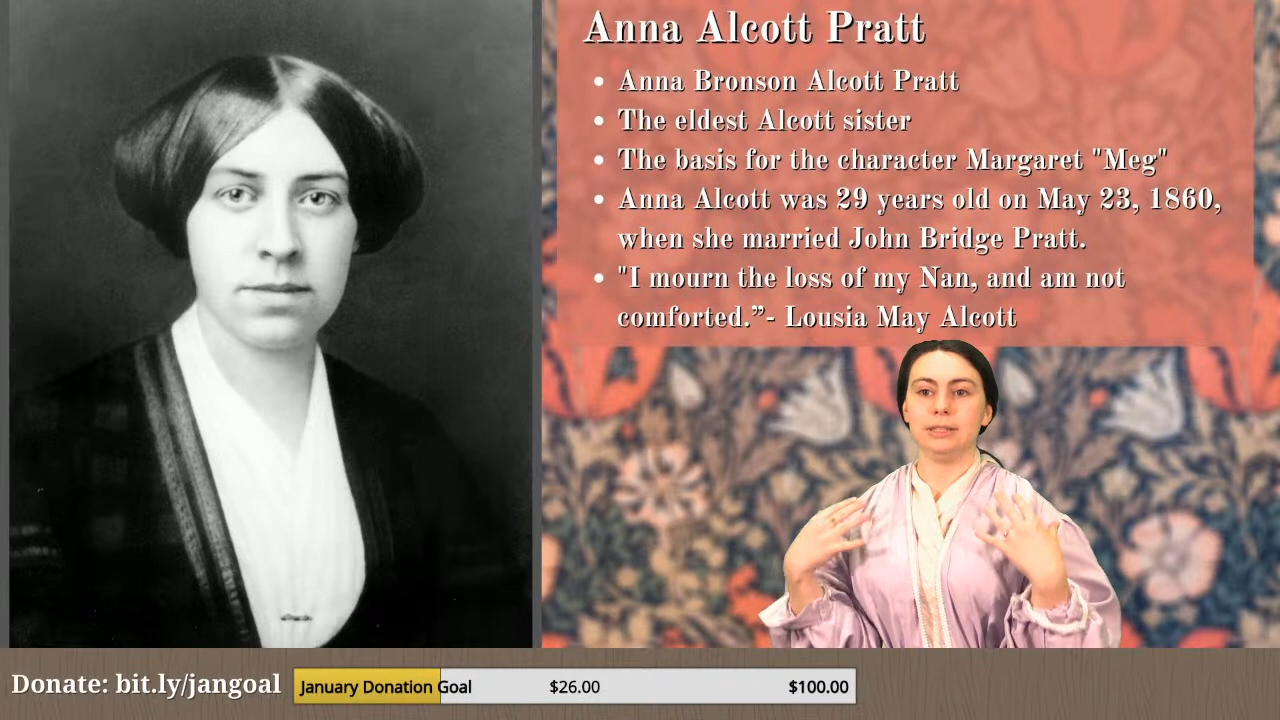 Anna Alcott Pratt
• Anna Bronson Alcott Pratt
• The eldest Alcott sister
• The basis for the character Margaret "Meg"
• Anna Alcott was 29 years old on May 23, 1860,
when she married John Bridge Pratt.
• "I mourn the loss of my Nan, and am not
comforted.”- Lousia May Alcott
Donate: bit.ly/jangoal
January Donation Goal $26.00 $100.00